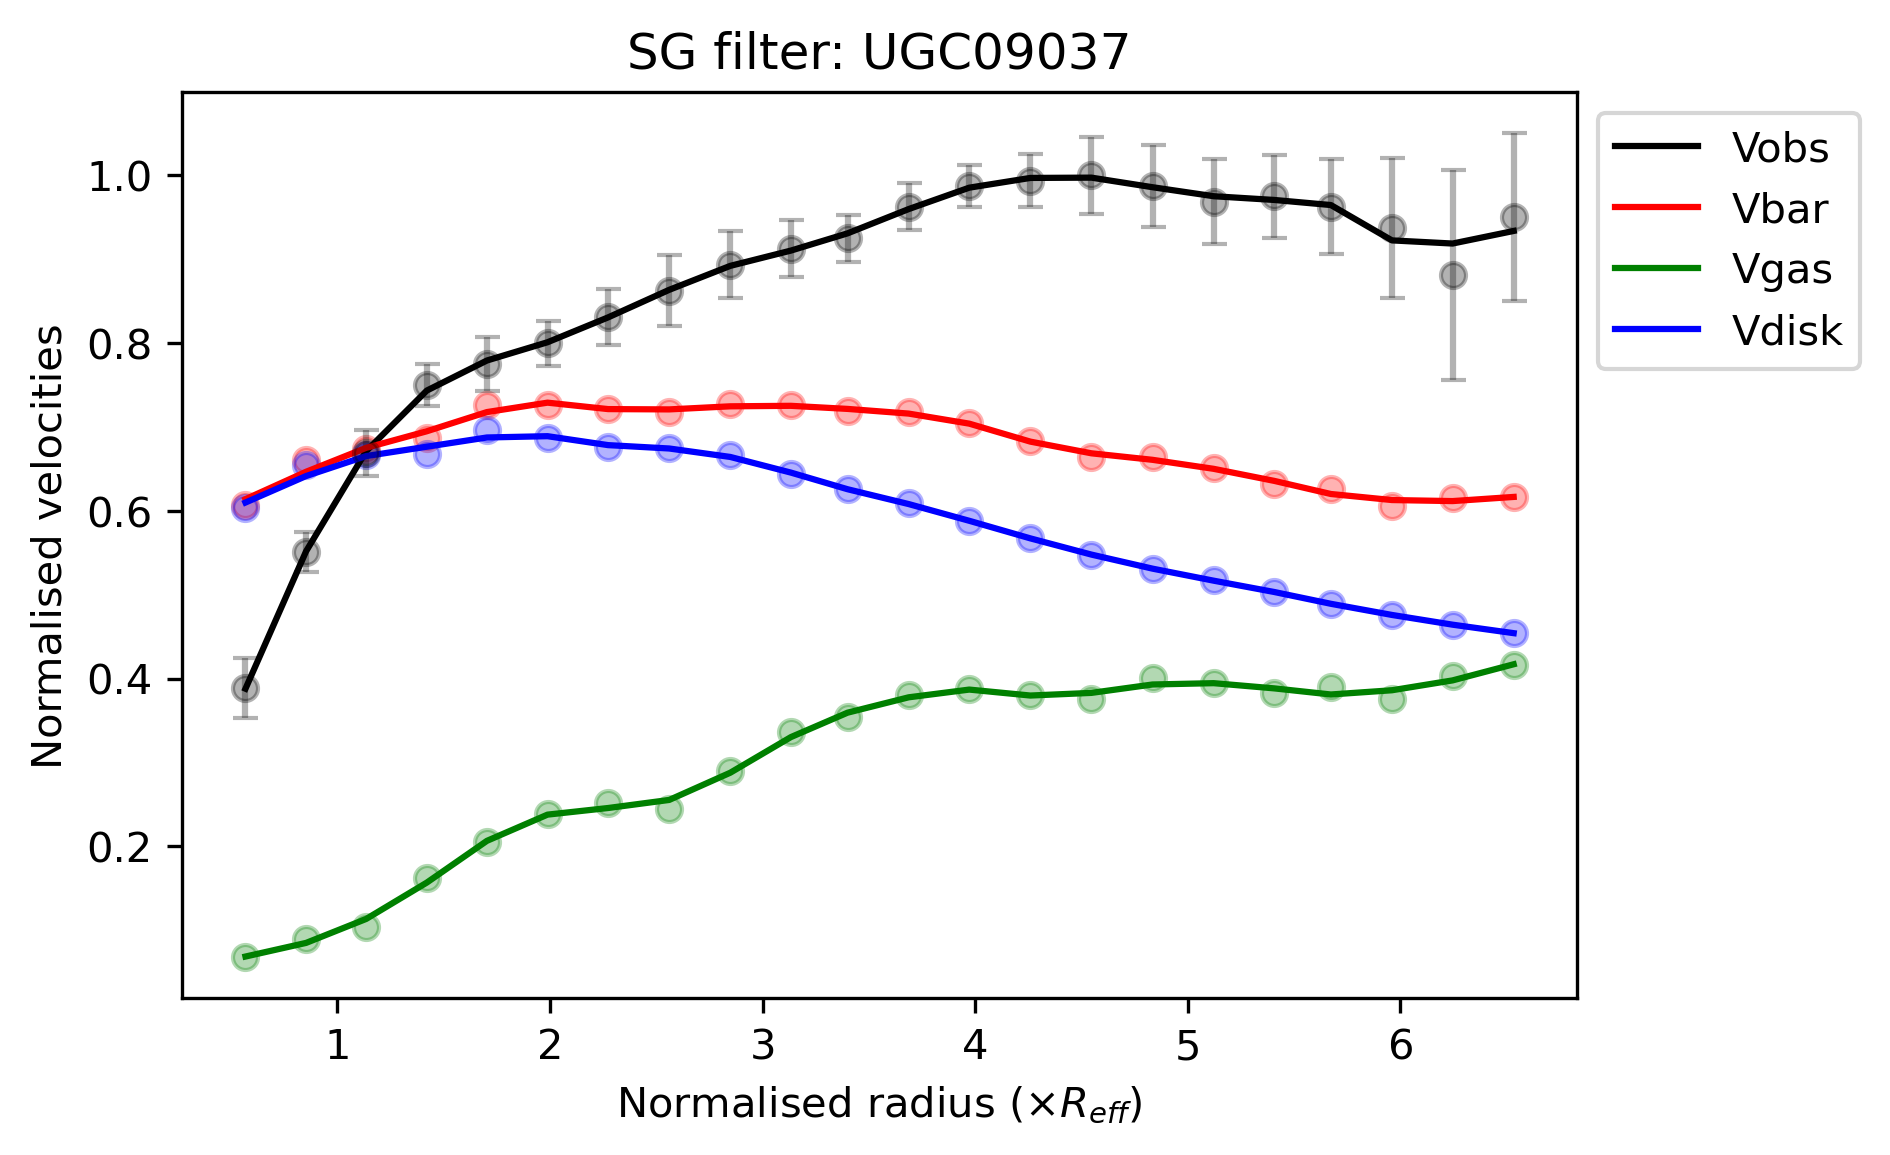 SG filter: UGC09037
Vobs
Vbar
Vgas
Vdisk
1.0
0.8
0.6
0.4
0.2
Normalised velocities
1 2 3 4 5 6
Normalised radius (×R_eff)